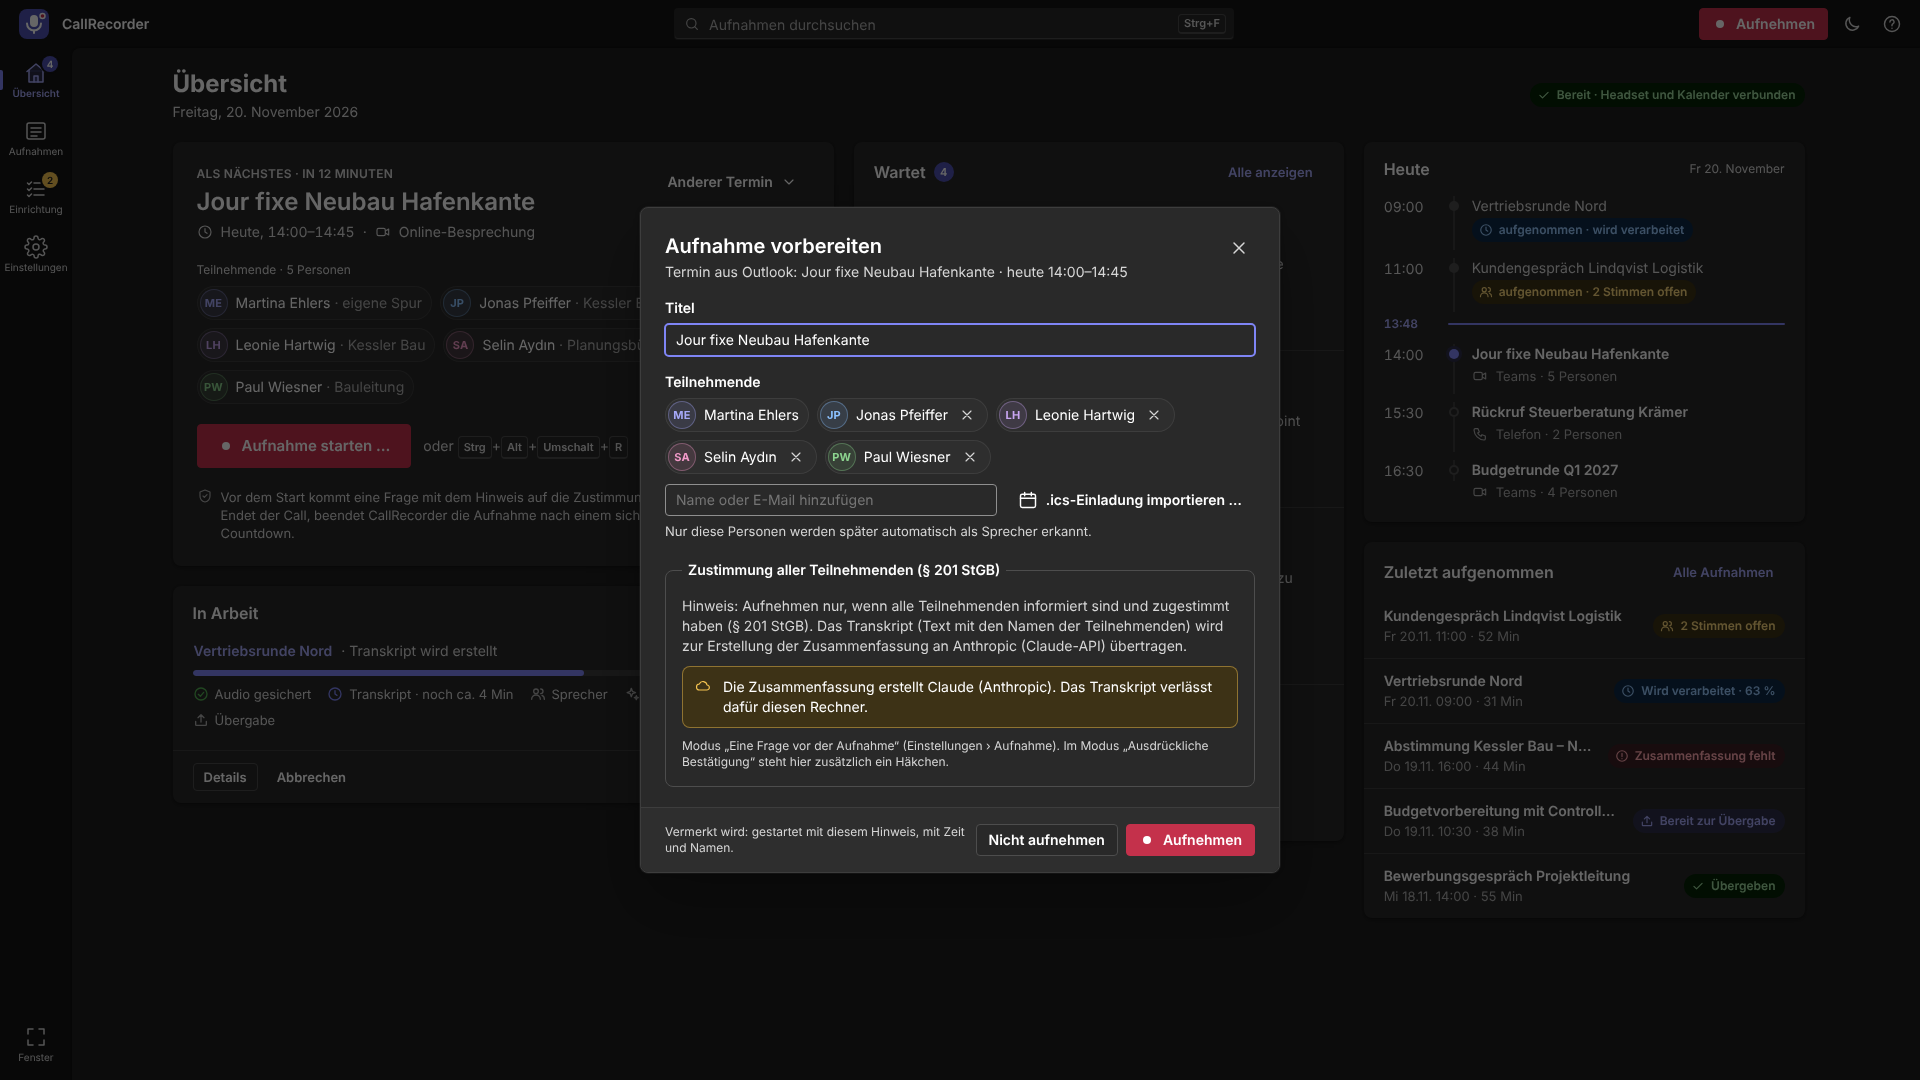 CallRecorder
Aufnahmen durchsuchen
Strg+F
Aufnehmen
4
Übersicht
Aufnahmen
2
Einrichtung
Einstellungen
Fenster
Übersicht
Freitag, 20. November 2026
Bereit · Headset und Kalender verbunden
ALS NÄCHSTES · IN 12 MINUTEN
Jour fixe Neubau Hafenkante
Heute, 14:00–14:45 · Online-Besprechung
Anderer Termin
Teilnehmende · 5 Personen
ME Martina Ehlers · eigene Spur
JP Jonas Pfeiffer · Kessler
LH Leonie Hartwig · Kessler Bau
SA Selin Aydın ·
PW Paul Wiesner · Bauleitung
Aufnahme starten ...
oder Strg + Alt + Umschalt + R
Vor dem Start kommt eine Frage mit dem Hinweis auf die
Endet der Call, beendet CallRecorder die Aufnahme nach einem
Countdown.
In Arbeit
Vertriebsrunde Nord · Transkript wird erstellt
Audio gesichert
Transkript · noch ca. 4 Min
Sprecher
Übergabe
Details
Abbrechen
Wartet 4
Alle anzeigen
zu
Aufnahme vorbereiten
Termin aus Outlook: Jour fixe Neubau Hafenkante · heute 14:00–14:45
Titel
Jour fixe Neubau Hafenkante
Teilnehmende
ME Martina Ehlers
JP Jonas Pfeiffer
LH Leonie Hartwig
SA Selin Aydın
PW Paul Wiesner
Name oder E-Mail hinzufügen
.ics-Einladung importieren ...
Nur diese Personen werden später automatisch als Sprecher erkannt.
Zustimmung aller Teilnehmenden (§ 201 StGB)
Hinweis: Aufnehmen nur, wenn alle Teilnehmenden informiert sind und zugestimmt
haben (§ 201 StGB). Das Transkript (Text mit den Namen der Teilnehmenden) wird
zur Erstellung der Zusammenfassung an Anthropic (Claude-API) übertragen.
Die Zusammenfassung erstellt Claude (Anthropic). Das Transkript verlässt
dafür diesen Rechner.
Modus „Eine Frage vor der Aufnahme“ (Einstellungen › Aufnahme). Im Modus „Ausdrückliche
Bestätigung“ steht hier zusätzlich ein Häkchen.
Vermerkt wird: gestartet mit diesem Hinweis, mit Zeit
und Namen.
Nicht aufnehmen
Aufnehmen
Heute
Fr 20. November
09:00 Vertriebsrunde Nord
aufgenommen · wird verarbeitet
11:00 Kundengespräch Lindqvist Logistik
aufgenommen · 2 Stimmen offen
13:48
14:00 Jour fixe Neubau Hafenkante
Teams · 5 Personen
15:30 Rückruf Steuerberatung Krämer
Telefon · 2 Personen
16:30 Budgetrunde Q1 2027
Teams · 4 Personen
Zuletzt aufgenommen
Alle Aufnahmen
Kundengespräch Lindqvist Logistik
Fr 20.11. 11:00 · 52 Min
2 Stimmen offen
Vertriebsrunde Nord
Fr 20.11. 09:00 · 31 Min
Wird verarbeitet · 63 %
Abstimmung Kessler Bau – N...
Do 19.11. 16:00 · 44 Min
Zusammenfassung fehlt
Budgetvorbereitung mit Controll...
Do 19.11. 10:30 · 38 Min
Bereit zur Übergabe
Bewerbungsgespräch Projektleitung
Mi 18.11. 14:00 · 55 Min
Übergeben